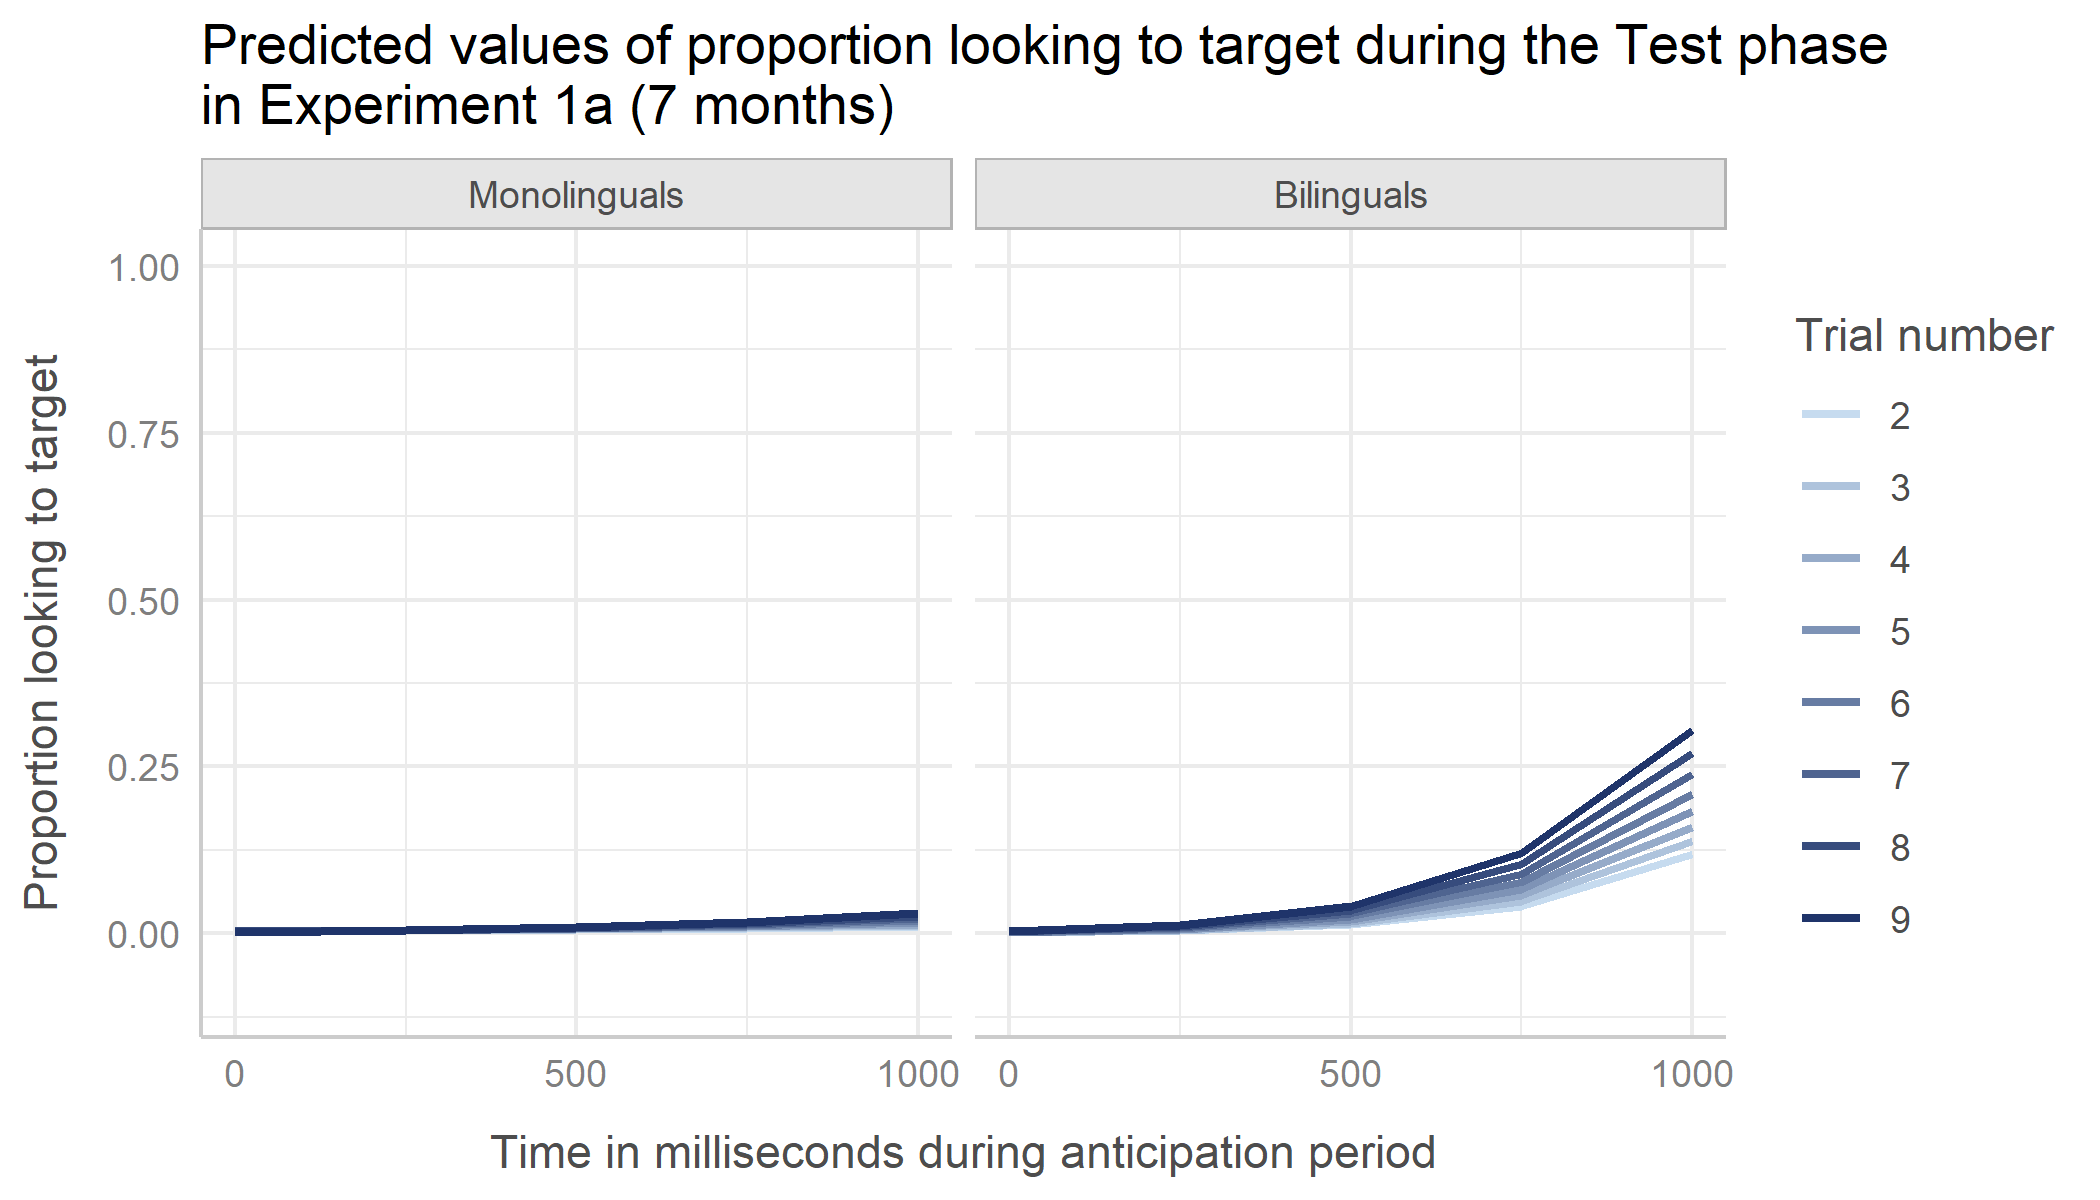 Predicted values of proportion looking to target during the Test phase
in Experiment 1a (7 months)
Monolinguals
Bilinguals
1.00
0.75
0.50
0.25
0.00
Proportion looking to target
0
500
1000
0
500
1000
Time in milliseconds during anticipation period
Trial number
2
3
4
5
6
7
8
9